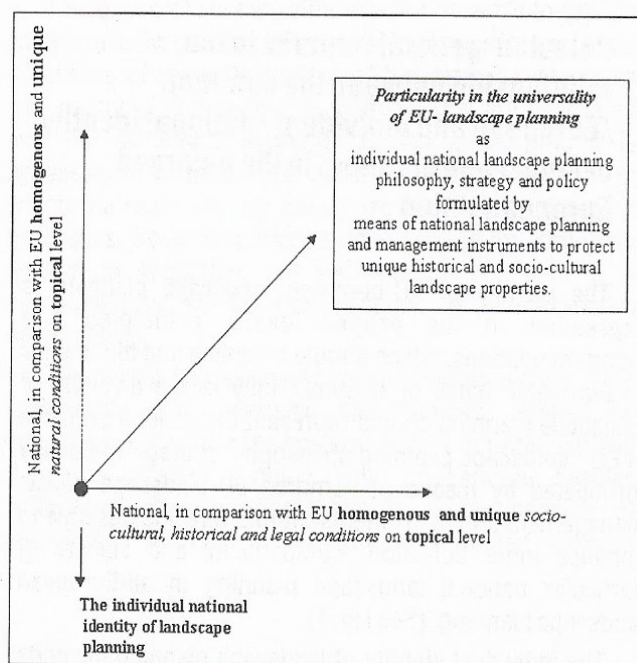 National, in comparison with EU homogenous and unique
natural conditions on topical level
Particularity in the universality
of EU- landscape planning
as
individual national landscape planning
philosophy, strategy and policy
formulated by
means of national landscape planning
and management instruments to protect
unique historical and socio-cultural
landscape properties.
National, in comparison with EU homogenous and unique socio-
cultural, historical and legal conditions on topical level
The individual national
identity of landscape
planning